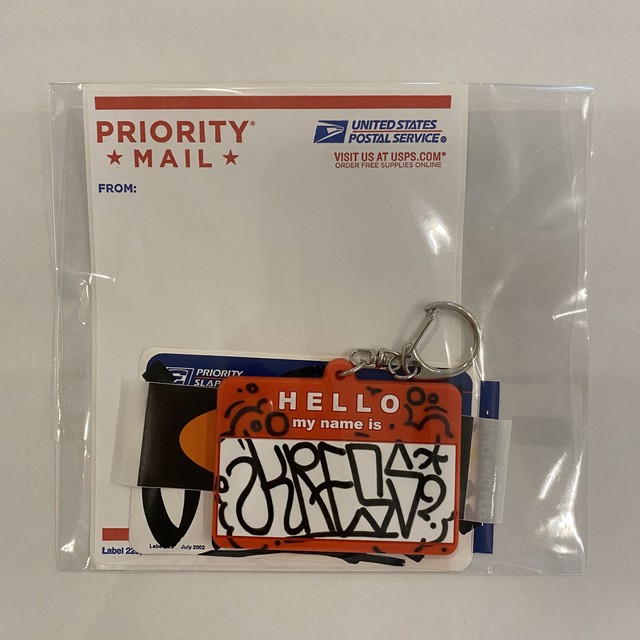 PRIORITY®
★ MAIL ★
UNITED STATES
POSTAL SERVICE®
VISIT US AT USPS.COM®
ORDER FREE SUPPLIES ONLINE
FROM:
PRIORITY
HELLO
my name is
July 2002